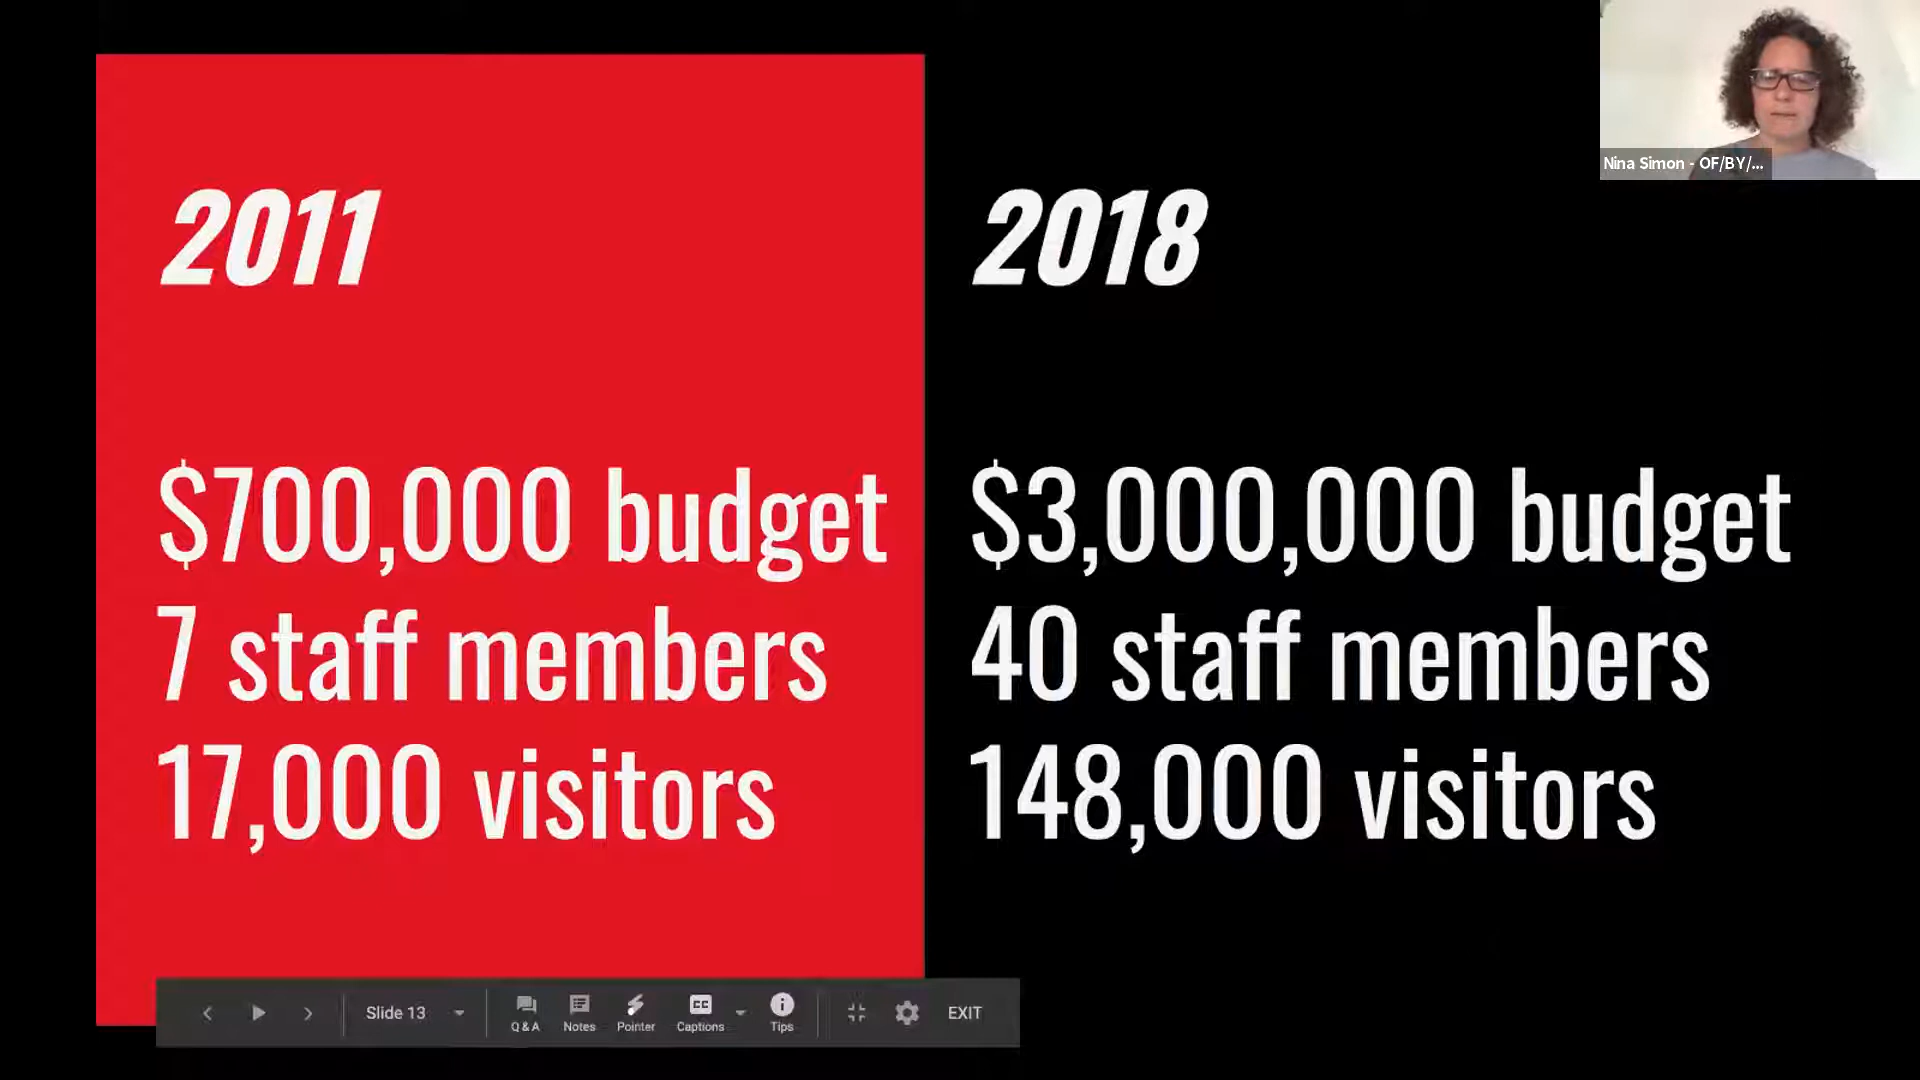 Nina Simon - OF/BY/...
2011
$700,000 budget
7 staff members
17,000 visitors
2018
$3,000,000 budget
40 staff members
148,000 visitors
Slide 13
Q & A
Notes
Pointer
CC
Captions
Tips
EXIT